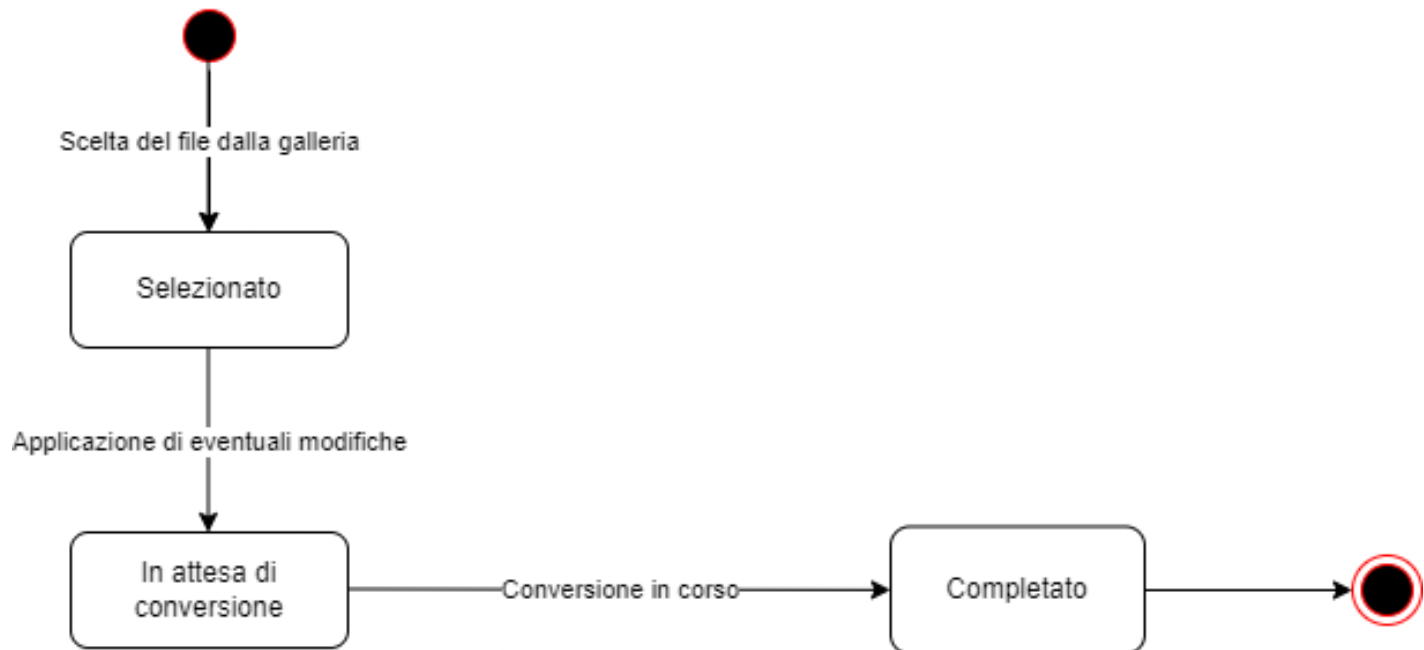 Scelta del file dalla galleria
Selezionato
Applicazione di eventuali modifiche
In attesa di
conversione
Conversione in corso
Completato